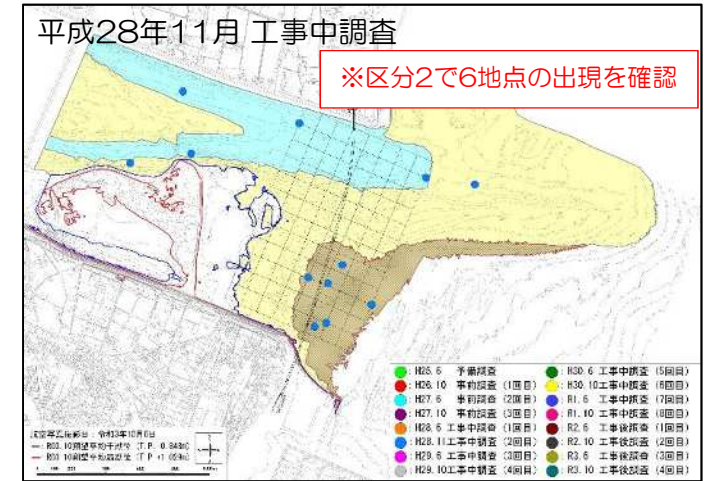 平成28年11月 工事中調査
※区分2で6地点の出現を確認
: H25.6 予備調査
: H26.10 事前調査 (1回目)
: H27.6 事前調査 (2回目)
: H27.10 事前調査 (3回目)
: H28.6 工事中調査 (1回目)
: H28.11工事中調査 (2回目)
: H29.6 工事中調査 (3回目)
: H29.10工事中調査 (4回目)
: H30.6 工事中調査 (5回目)
: H30.10工事中調査 (6回目)
: R1.6 工事中調査 (7回目)
: R1.10 工事中調査 (8回目)
: R2.6 工事後調査 (1回目)
: R2.10 工事後調査 (2回目)
: R3.6 工事後調査 (3回目)
: R3.10 工事後調査 (4回目)